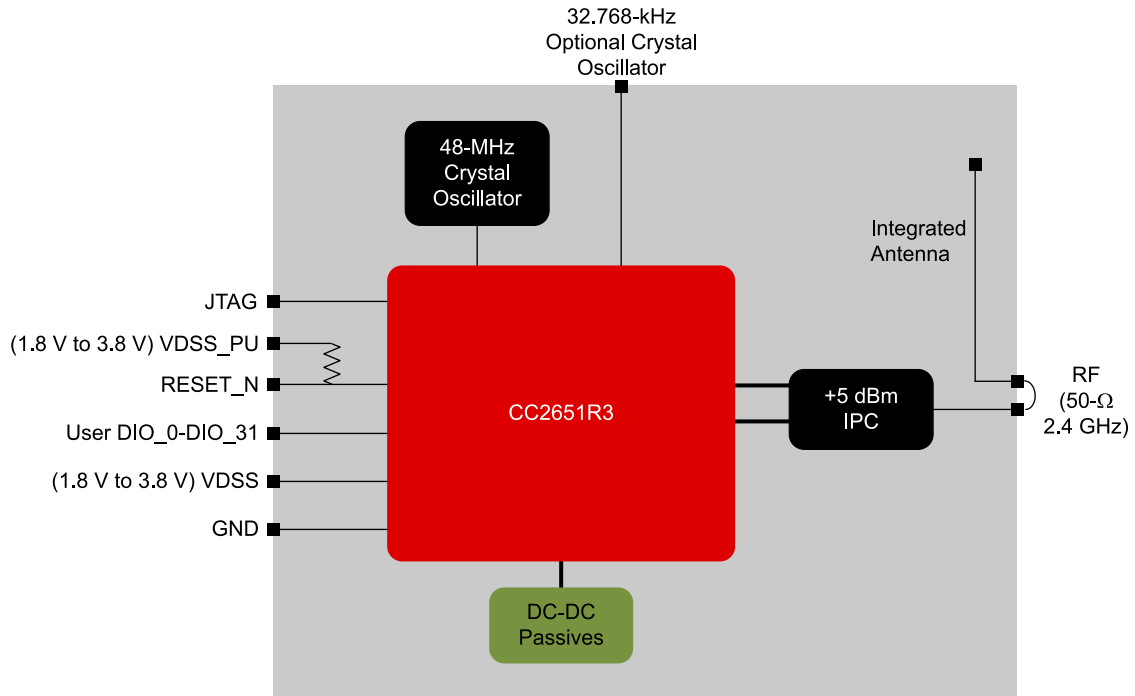 32.768-kHz
Optional Crystal
Oscillator
48-MHz
Crystal
Oscillator
Integrated
Antenna
JTAG
(1.8 V to 3.8 V) VDSS_PU
RESET_N
User DIO_0-DIO_31
(1.8 V to 3.8 V) VDSS
GND
CC2651R3
+5 dBm
IPC
RF
(50-Ω
2.4 GHz)
DC-DC
Passives